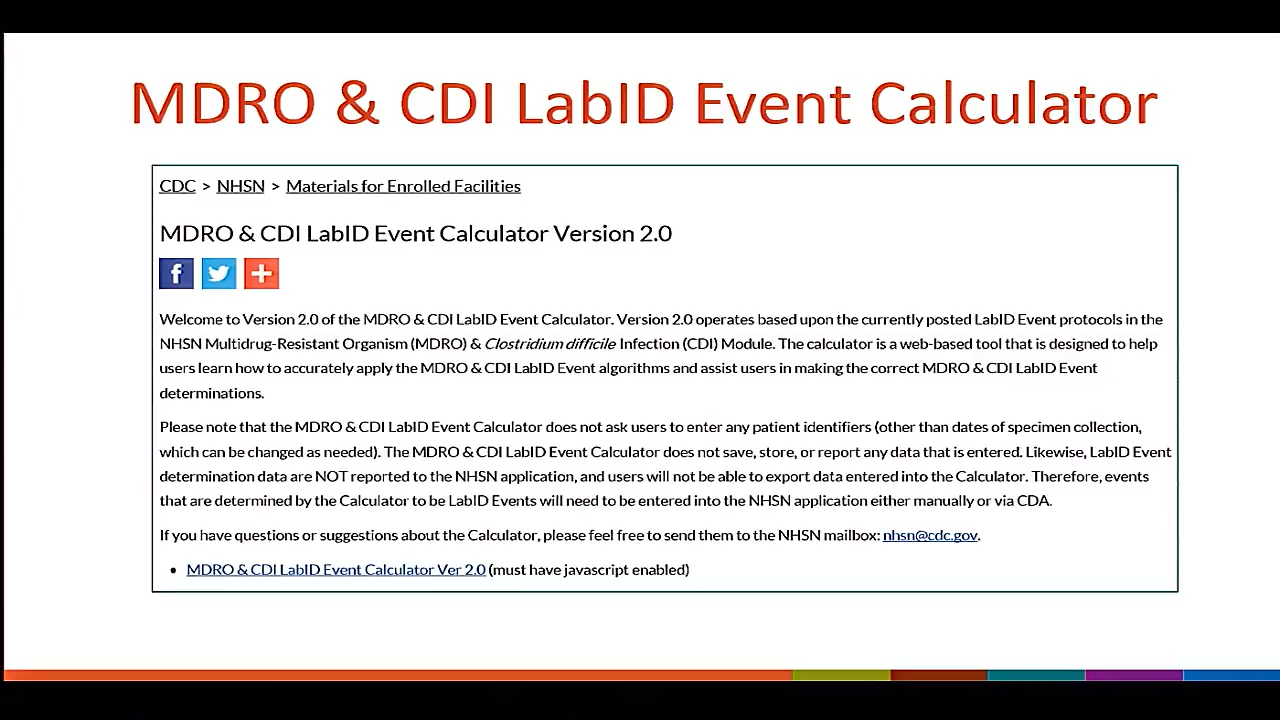 MDRO & CDI LabID Event Calculator
CDC > NHSN > Materials for Enrolled Facilities
MDRO & CDI LabID Event Calculator Version 2.0
Welcome to Version 2.0 of the MDRO & CDI LabID Event Calculator. Version 2.0 operates based upon the currently posted LabID Event protocols in the
NHSN Multidrug-Resistant Organism (MDRO) & Clostridium difficile Infection (CDI) Module. The calculator is a web-based tool that is designed to help
users learn how to accurately apply the MDRO & CDI LabID Event algorithms and assist users in making the correct MDRO & CDI LabID Event
determinations.
Please note that the MDRO & CDI LabID Event Calculator does not ask users to enter any patient identifiers (other than dates of specimen collection,
which can be changed as needed). The MDRO & CDI LabID Event Calculator does not save, store, or report any data that is entered. Likewise, LabID Event
determination data are NOT reported to the NHSN application, and users will not be able to export data entered into the Calculator. Therefore, events
that are determined by the Calculator to be LabID Events will need to be entered into the NHSN application either manually or via CDA.
If you have questions or suggestions about the Calculator, please feel free to send them to the NHSN mailbox: nhsn@cdc.gov.
• MDRO & CDI LabID Event Calculator Ver 2.0 (must have javascript enabled)